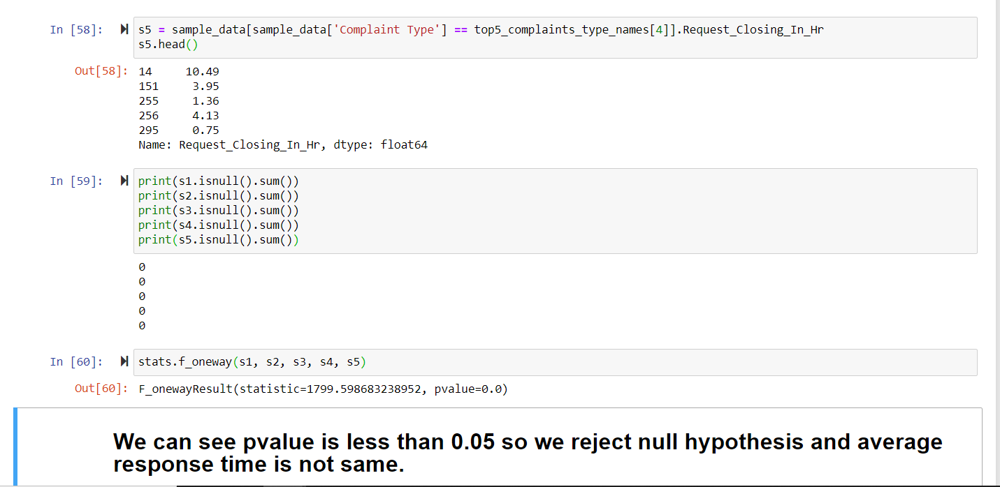 In [58]: s5 = sample_data[sample_data['Complaint Type'] == top5_complaints_type_names[4]].Request_Closing_In_Hr
s5.head()
Out[58]: 14 10.49
151 3.95
255 1.36
256 4.13
295 0.75
Name: Request_Closing_In_Hr, dtype: float64
In [59]: print(s1.isnull().sum())
print(s2.isnull().sum())
print(s3.isnull().sum())
print(s4.isnull().sum())
print(s5.isnull().sum())
0
0
0
0
0
In [60]: stats.f_oneway(s1, s2, s3, s4, s5)
Out[60]: F_onewayResult(statistic=1799.598683238952, pvalue=0.0)
We can see pvalue is less than 0.05 so we reject null hypothesis and average
response time is not same.